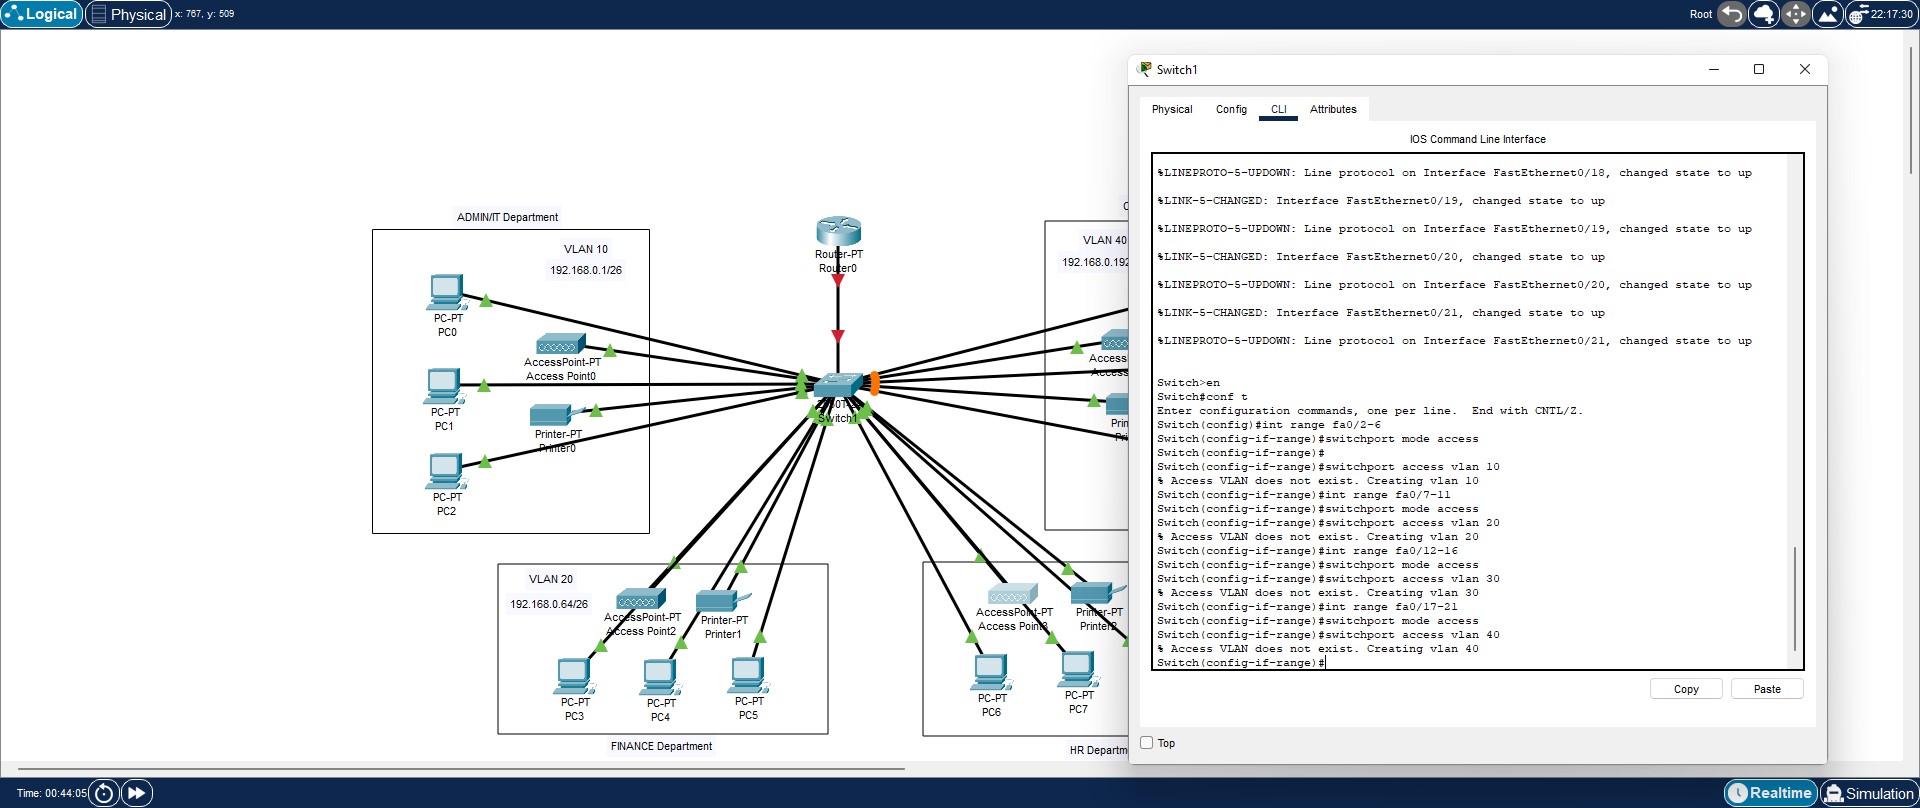 Logical
Physical
x: 767, y: 509
Root
22:17:30
ADMIN/IT Department
VLAN 10
192.168.0.1/26
PC-PT
PC0
AccessPoint-PT
Access Point0
PC-PT
PC1
Printer-PT
Printer0
PC-PT
PC2
Router-PT
Router0
Switch1
VLAN 40
192.168.0.192
Access
Prin
VLAN 20
192.168.0.64/26
AccessPoint-PT
Access Point2
Printer-PT
Printer1
PC-PT
PC3
PC-PT
PC4
PC-PT
PC5
FINANCE Department
AccessPoint-PT
Access Point3
Printer-PT
Printer2
PC-PT
PC6
PC-PT
PC7
HR Departm
Switch1
Physical
Config
CLI
Attributes
IOS Command Line Interface
%LINEPROTO-5-UPDOWN: Line protocol on Interface FastEthernet0/18, changed state to up
%LINK-5-CHANGED: Interface FastEthernet0/19, changed state to up
%LINEPROTO-5-UPDOWN: Line protocol on Interface FastEthernet0/19, changed state to up
%LINK-5-CHANGED: Interface FastEthernet0/20, changed state to up
%LINEPROTO-5-UPDOWN: Line protocol on Interface FastEthernet0/20, changed state to up
%LINK-5-CHANGED: Interface FastEthernet0/21, changed state to up
%LINEPROTO-5-UPDOWN: Line protocol on Interface FastEthernet0/21, changed state to up
Switch>en
Switch#conf t
Enter configuration commands, one per line.  End with CNTL/Z.
Switch(config)#int range fa0/2-6
Switch(config-if-range)#switchport mode access
Switch(config-if-range)#
Switch(config-if-range)#switchport access vlan 10
% Access VLAN does not exist. Creating vlan 10
Switch(config-if-range)#int range fa0/7-11
Switch(config-if-range)#switchport mode access
Switch(config-if-range)#switchport access vlan 20
% Access VLAN does not exist. Creating vlan 20
Switch(config-if-range)#int range fa0/12-16
Switch(config-if-range)#switchport mode access
Switch(config-if-range)#switchport access vlan 30
% Access VLAN does not exist. Creating vlan 30
Switch(config-if-range)#int range fa0/17-21
Switch(config-if-range)#switchport mode access
Switch(config-if-range)#switchport access vlan 40
% Access VLAN does not exist. Creating vlan 40
Switch(config-if-range)#
Copy
Paste
Top
Time: 00:44:05
Realtime
Simulation